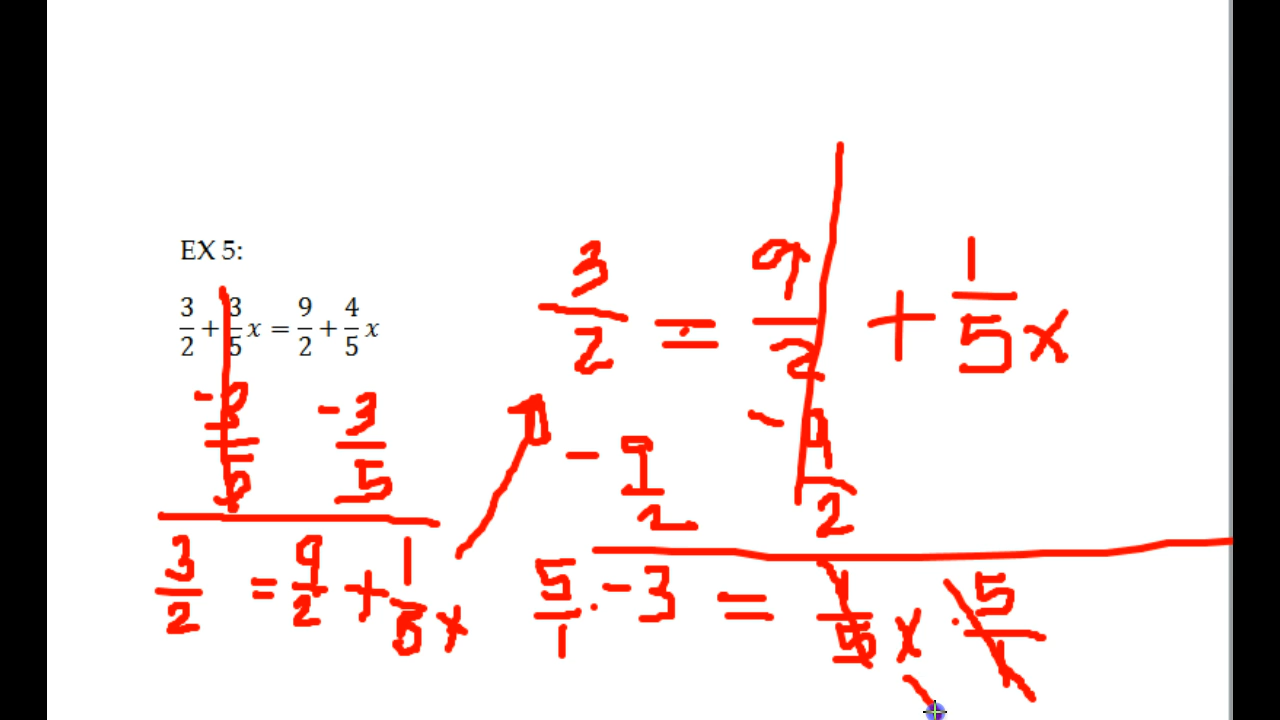 EX 5:
3/2 + 3/5 x = 9/2 + 4/5 x
- 3/5 - 3/5
3/2 = 9/2 + 1/5 x
3/2 = 9/2 + 1/5 x
- 9/2 - 9/2
5/1 · - 3 = 1/5 x · 5/1